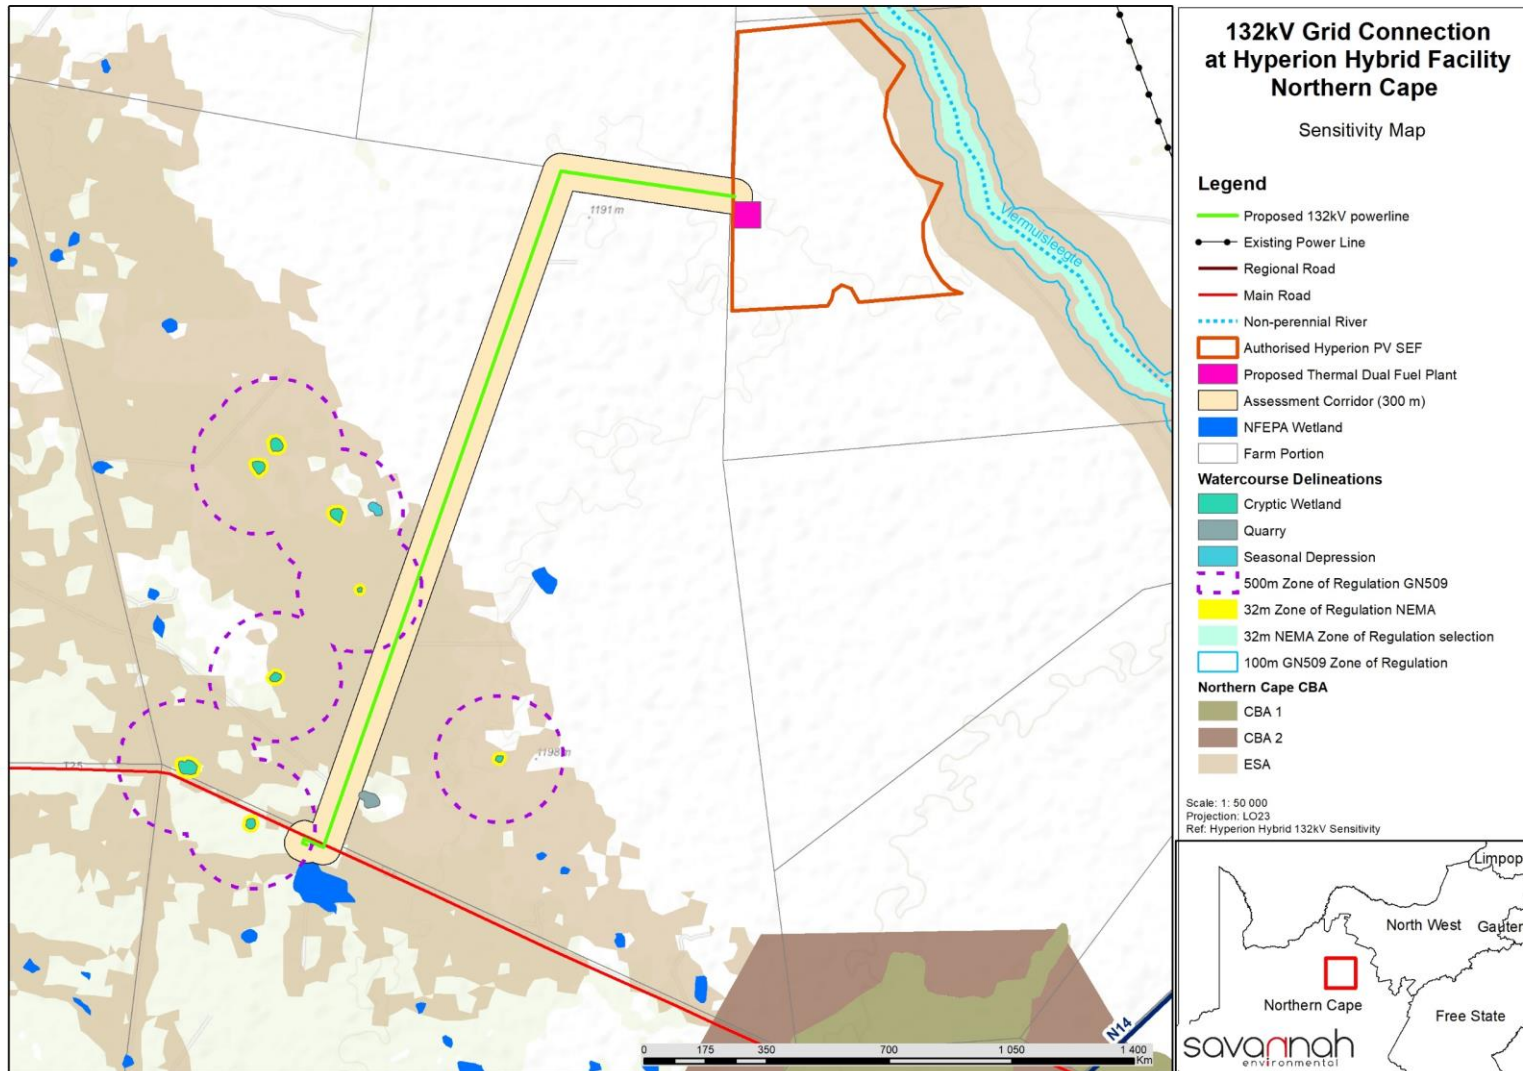 132kV Grid Connection
at Hyperion Hybrid Facility
Northern Cape
Sensitivity Map
Legend
Proposed 132kV powerline
Existing Power Line
Regional Road
Main Road
Non-perennial River
Authorised Hyperion PV SEF
Proposed Thermal Dual Fuel Plant
Assessment Corridor (300 m)
NFEPA Wetland
Farm Portion
Watercourse Delineations
Cryptic Wetland
Quarry
Seasonal Depression
500m Zone of Regulation GN509
32m Zone of Regulation NEMA
32m NEMA Zone of Regulation selection
100m GN509 Zone of Regulation
Northern Cape CBA
CBA 1
CBA 2
ESA
Scale: 1: 50 000
Projection: LO23
Ref: Hyperion Hybrid 132kV Sensitivity
1191 m
Vlermuisleegte
1198 m
N14
0 175 350 700 1 050 1 400
Km
Limpop
North West
Gauten
Northern Cape
Free State
savannah
environmental